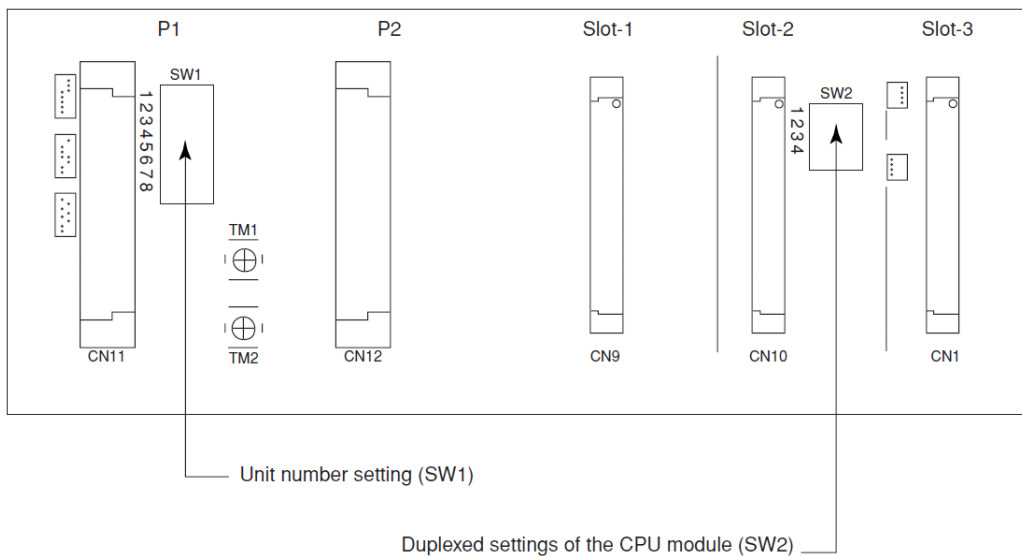 P1 P2 Slot-1 Slot-2 Slot-3
SW1
12345678
SW2
1234
TM1
TM2
CN11 CN12 CN9 CN10 CN1
Unit number setting (SW1)
Duplexed settings of the CPU module (SW2)